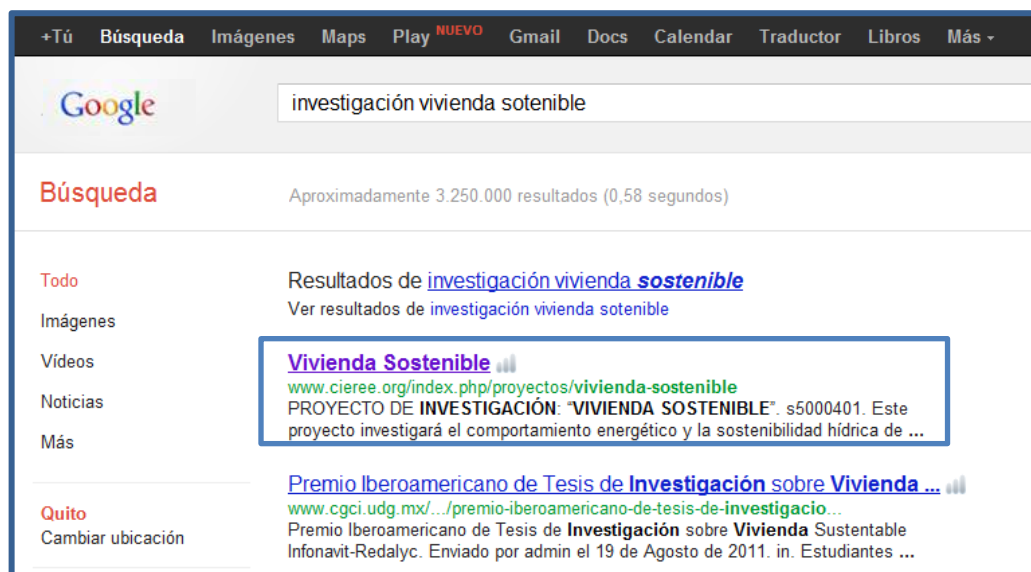 +Tú Búsqueda Imágenes Maps Play NUEVO Gmail Docs Calendar Traductor Libros Más
Google
investigación vivienda sotenible
Búsqueda
Aproximadamente 3.250.000 resultados (0,58 segundos)
Todo
Imágenes
Vídeos
Noticias
Más
Quito
Cambiar ubicación
Resultados de investigación vivienda sostenible
Ver resultados de investigación vivienda sotenible
Vivienda Sostenible
www.cieree.org/index.php/proyectos/vivienda-sostenible
PROYECTO DE INVESTIGACIÓN: “VIVIENDA SOSTENIBLE”. s5000401. Este
proyecto investigará el comportamiento energético y la sostenibilidad hídrica de ...
Premio Iberoamericano de Tesis de Investigación sobre Vivienda ...
www.cgci.udg.mx/.../premio-iberoamericano-de-tesis-de-investigacio...
Premio Iberoamericano de Tesis de Investigación sobre Vivienda Sustentable
Infonavit-Redalyc. Enviado por admin el 19 de Agosto de 2011. in. Estudiantes ...